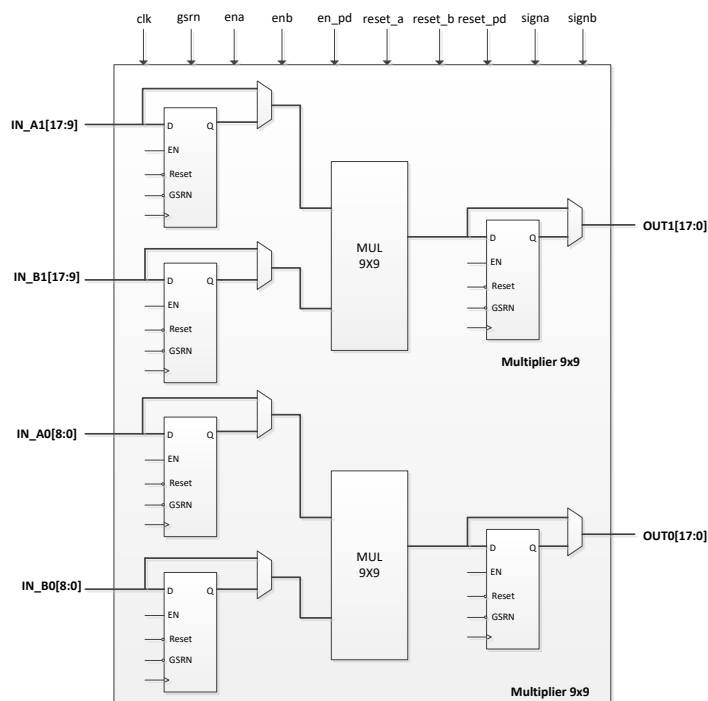 clk gsrn ena enb en_pd reset_a reset_b reset_pd signa signb
IN_A1[17:9]
D Q
EN
Reset
GSRN
MUL
9X9
D Q
EN
Reset
GSRN
OUT1[17:0]
IN_B1[17:9]
D Q
EN
Reset
GSRN
Multiplier 9x9
IN_A0[8:0]
D Q
EN
Reset
GSRN
MUL
9X9
D Q
EN
Reset
GSRN
OUT0[17:0]
IN_B0[8:0]
D Q
EN
Reset
GSRN
Multiplier 9x9